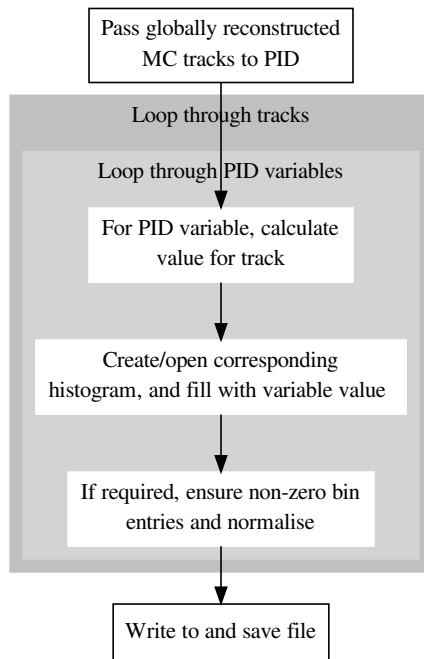 Pass globally reconstructed
MC tracks to PID
Loop through tracks
Loop through PID variables
For PID variable, calculate
value for track
Create/open corresponding
histogram, and fill with variable value
If required, ensure non-zero bin
entries and normalise
Write to and save file